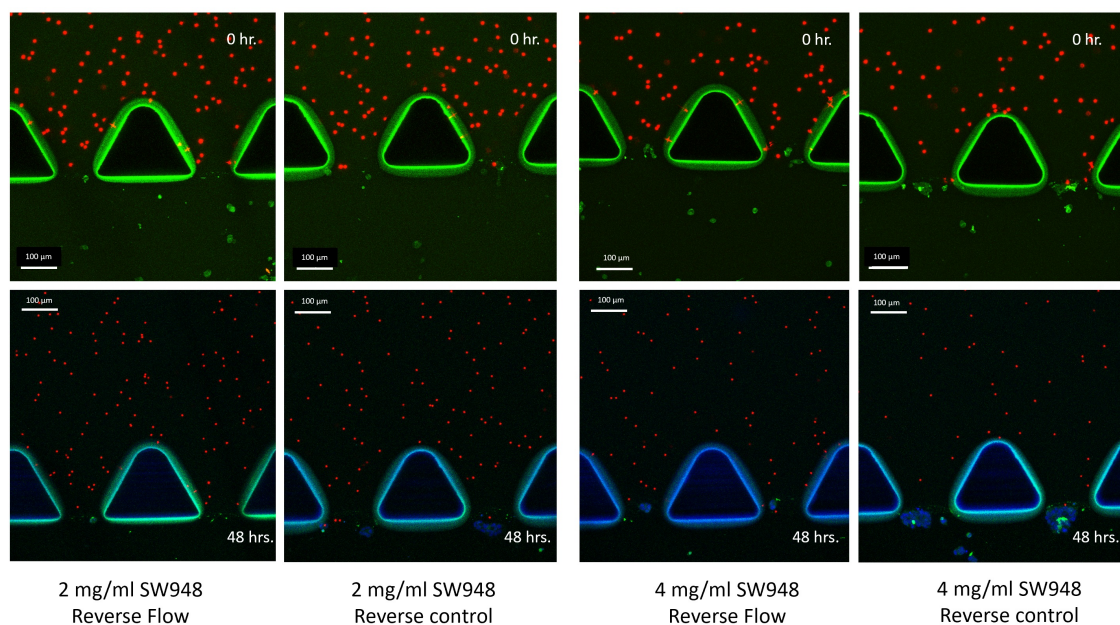 0 hr.
0 hr.
0 hr.
0 hr.
100 µm
100 µm
100 µm
100 µm
100 µm
100 µm
100 µm
100 µm
48 hrs.
48 hrs.
48 hrs.
48 hrs.
2 mg/ml SW948
Reverse Flow
2 mg/ml SW948
Reverse control
4 mg/ml SW948
Reverse Flow
4 mg/ml SW948
Reverse control